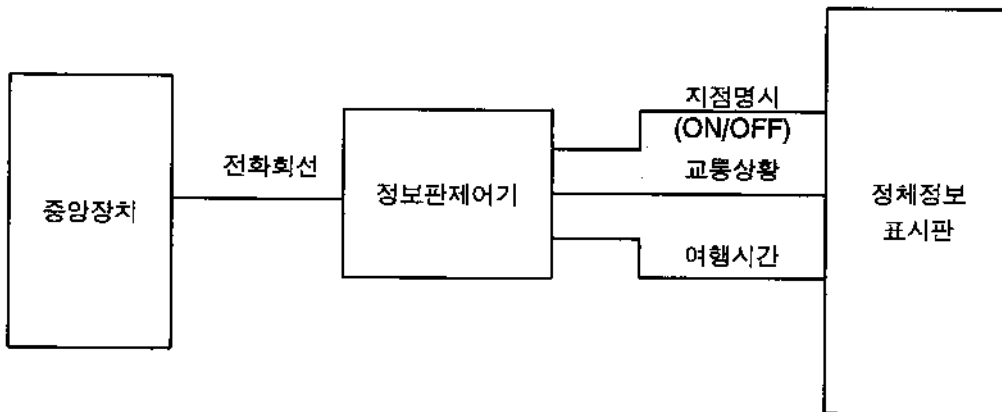 중앙장치
전화회선
정보판제어기
지점명시
(ON/OFF)
교통상황
여행시간
정체정보
표시판